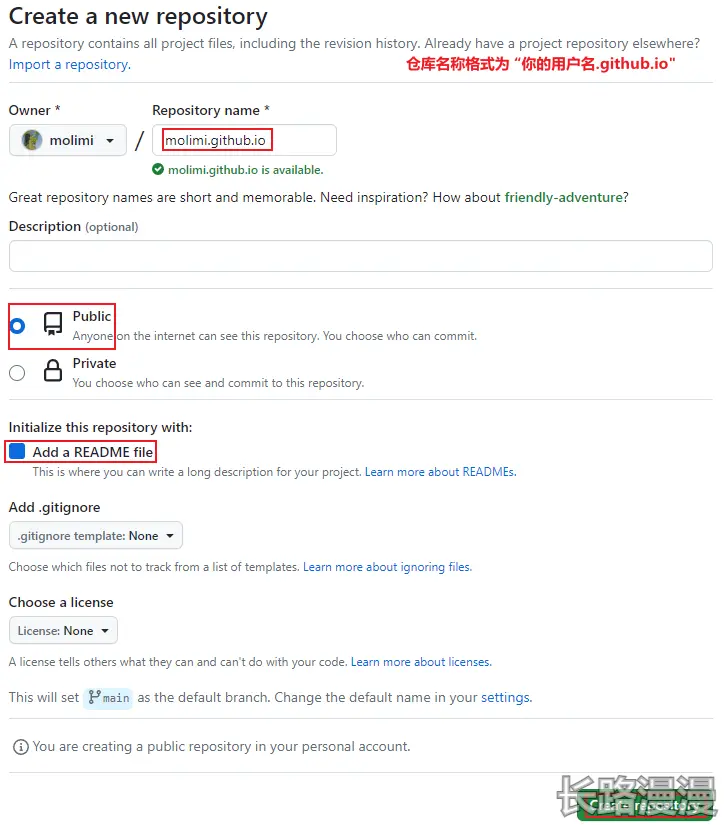 Create a new repository
A repository contains all project files, including the revision history. Already have a project repository elsewhere?
Import a repository.
仓库名称格式为 “你的用户名.github.io"
Owner *
Repository name *
molimi
/
molimi.github.io
molimi.github.io is available.
Great repository names are short and memorable. Need inspiration? How about friendly-adventure?
Description (optional)
Public
Anyone on the internet can see this repository. You choose who can commit.
Private
You choose who can see and commit to this repository.
Initialize this repository with:
Add a README file
This is where you can write a long description for your project. Learn more about READMEs.
Add .gitignore
.gitignore template: None
Choose which files not to track from a list of templates. Learn more about ignoring files.
Choose a license
License: None
A license tells others what they can and can't do with your code. Learn more about licenses.
This will set main as the default branch. Change the default name in your settings.
You are creating a public repository in your personal account.
Create repository
长路漫漫